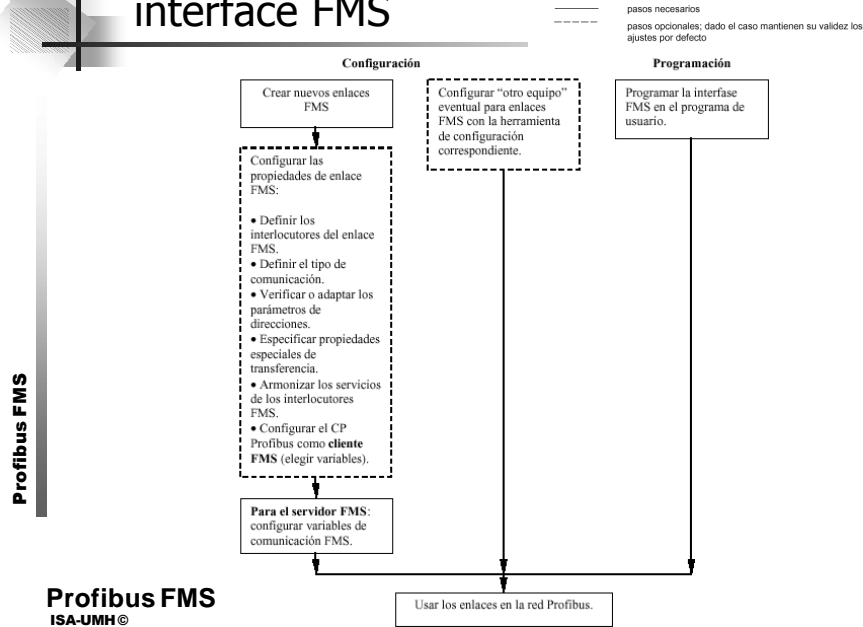 interface FMS
pasos necesarios
pasos opcionales; dado el caso mantienen su validez los
ajustes por defecto
Configuración
Programación
Crear nuevos enlaces
FMS
Configurar las
propiedades de enlace
FMS:
• Definir los
interlocutores del enlace
FMS.
• Definir el tipo de
comunicación.
• Verificar o adaptar los
parámetros de
direcciones.
• Especificar propiedades
especiales de
transferencia.
• Armonizar los servicios
de los interlocutores
FMS.
• Configurar el CP
Profibus como cliente
FMS (elegir variables).
Para el servidor FMS:
configurar variables de
comunicación FMS.
Configurar “otro equipo”
eventual para enlaces
FMS con la herramienta
de configuración
correspondiente.
Programar la interfase
FMS en el programa de
usuario.
Usar los enlaces en la red Profibus.
Profibus FMS
Profibus FMS
ISA-UMH©